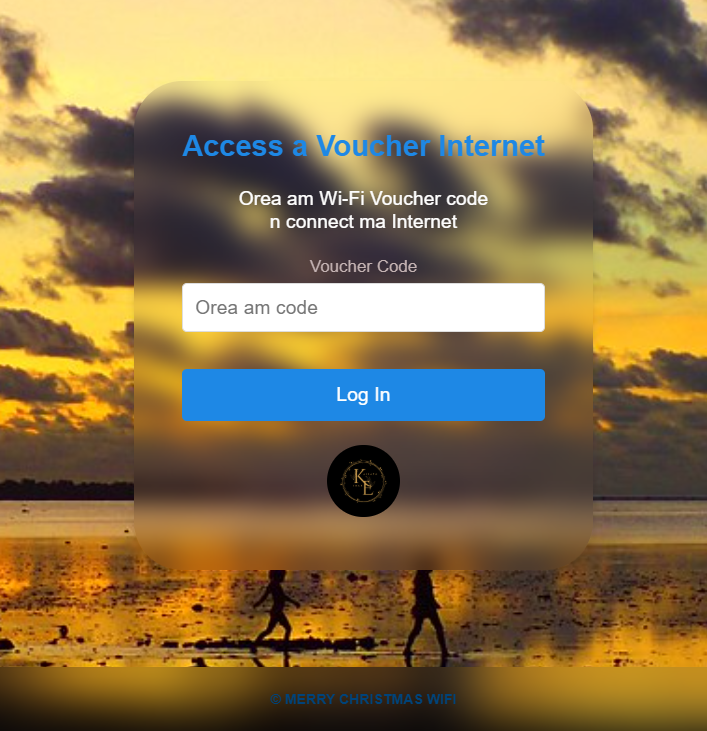 Access a Voucher Internet
Orea am Wi-Fi Voucher code
n connect ma Internet
Voucher Code
Orea am code
Log In
K
E
© MERRY CHRISTMAS WIFI